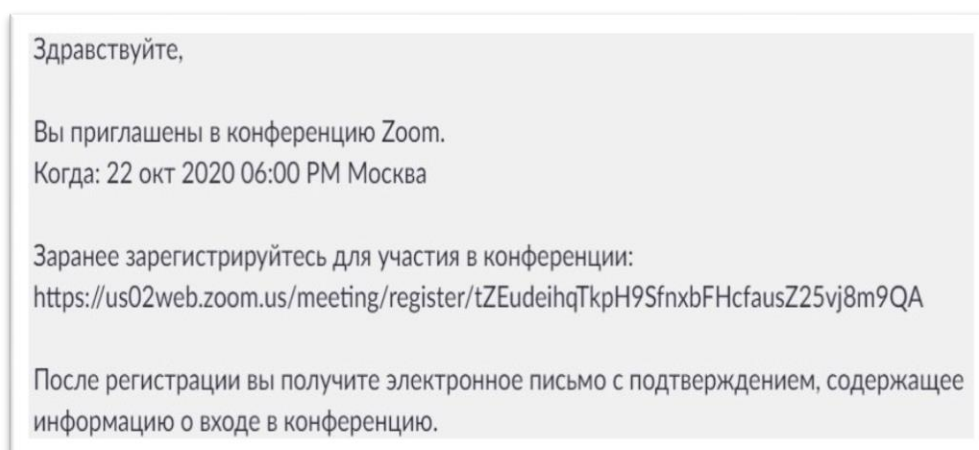 Здравствуйте,
Вы приглашены в конференцию Zoom.
Когда: 22 окт 2020 06:00 PM Москва
Заранее зарегистрируйтесь для участия в конференции:
https://us02web.zoom.us/meeting/register/tZEudeihqTkpH9SfnxbFHcfausZ25vj8m9QA
После регистрации вы получите электронное письмо с подтверждением, содержащее
информацию о входе в конференцию.